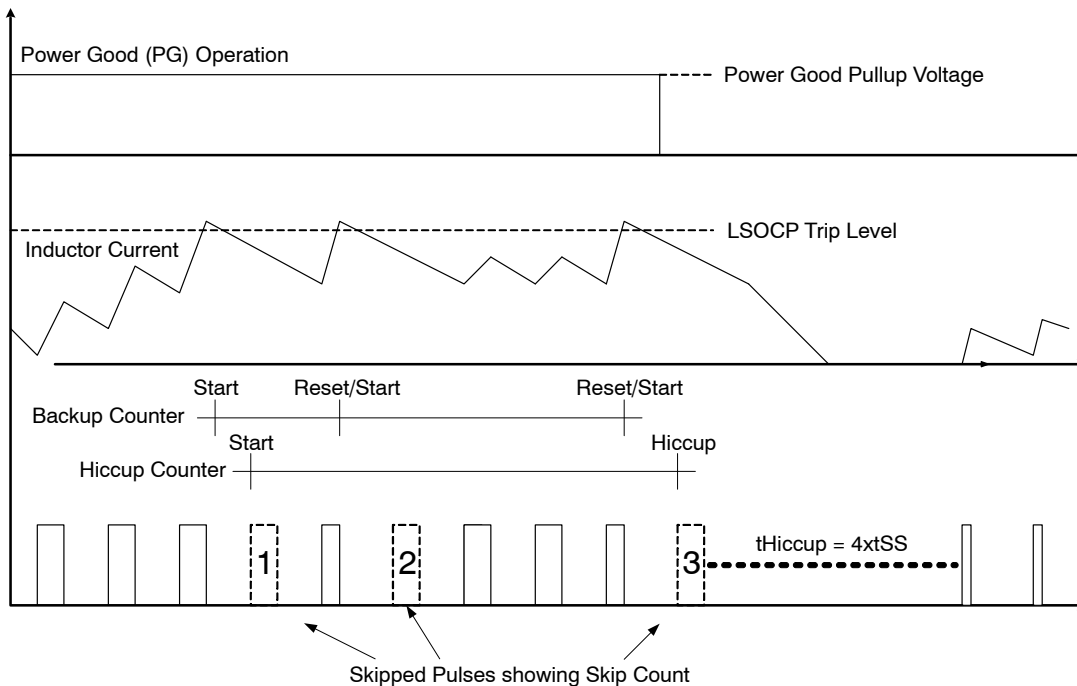 Power Good (PG) Operation
Power Good Pullup Voltage
LSOCP Trip Level
Inductor Current
Start Reset/Start Reset/Start
Backup Counter
Start Hiccup
Hiccup Counter
1 2 3
tHiccup = 4xtSS
Skipped Pulses showing Skip Count